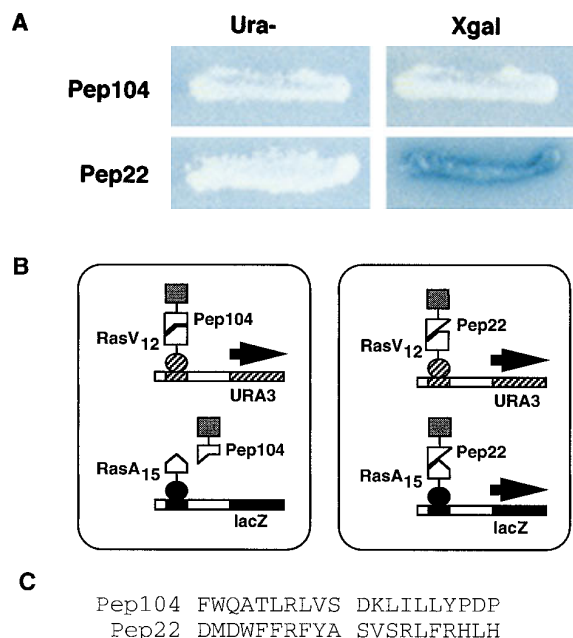 A
Ura- Xgal
Pep104
Pep22
B
Pep104
RasV12
URA3
Pep104
RasA15
lacZ
Pep22
RasV12
URA3
Pep22
RasA15
lacZ
C
Pep104 FWQATLRLVS DKLILLYPDP
Pep22 DMDWFFRFYA SVSRLFRHLH